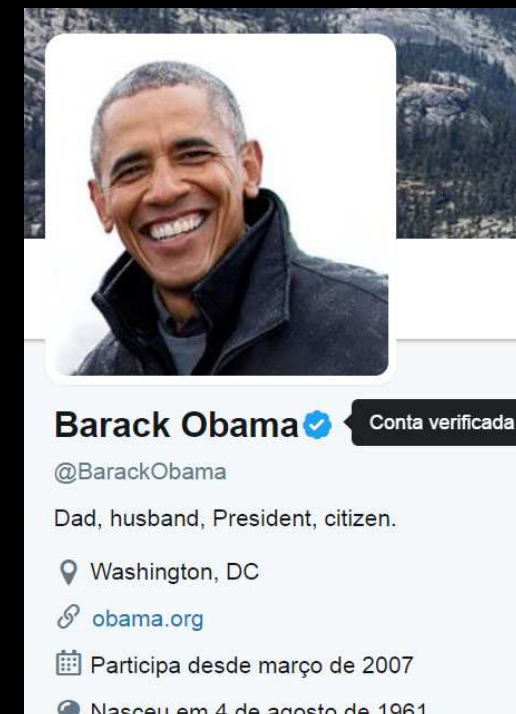 Barack Obama
Conta verificada
@BarackObama
Dad, husband, President, citizen.
Washington, DC
obama.org
Participa desde março de 2007
Nasceu em 4 de agosto de 1961